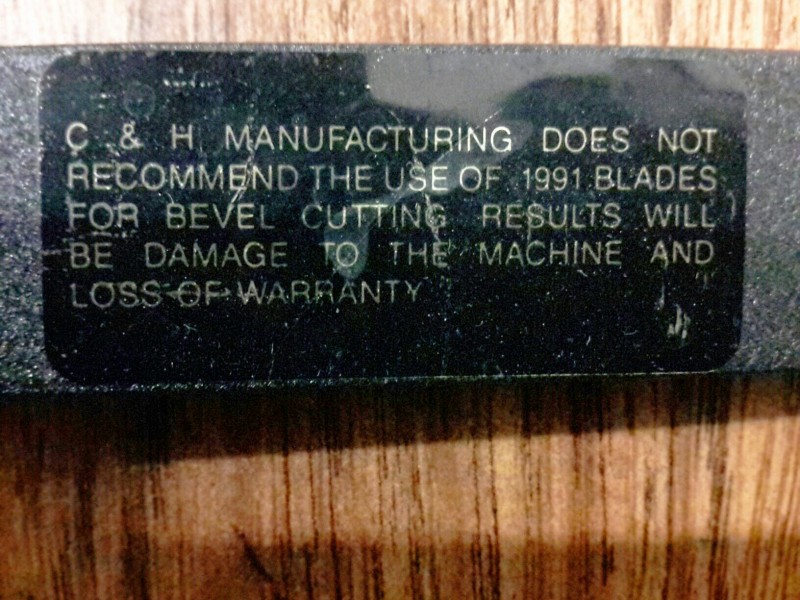 C & H MANUFACTURING DOES NOT
RECOMMEND THE USE OF 1991 BLADES
FOR BEVEL CUTTING RESULTS WILL
BE DAMAGE TO THE MACHINE AND
LOSS OF WARRANTY